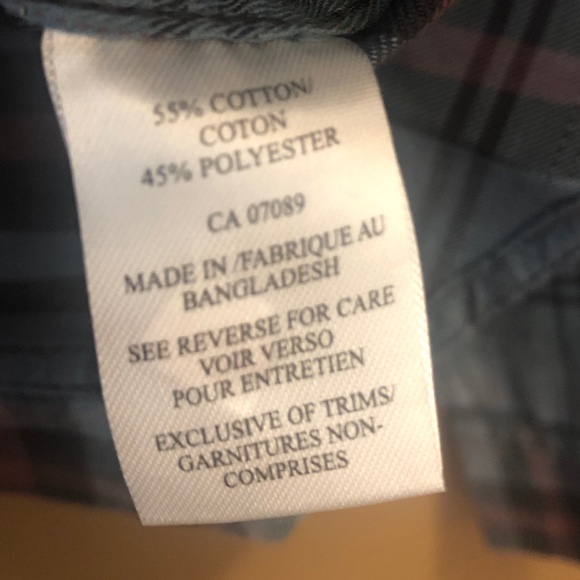 55% COTTON/
COTON
45% POLYESTER
CA 07089
MADE IN /FABRIQUE AU
BANGLADESH
SEE REVERSE FOR CARE
VOIR VERSO
POUR ENTRETIEN
EXCLUSIVE OF TRIMS/
GARNITURES NON-
COMPRISES